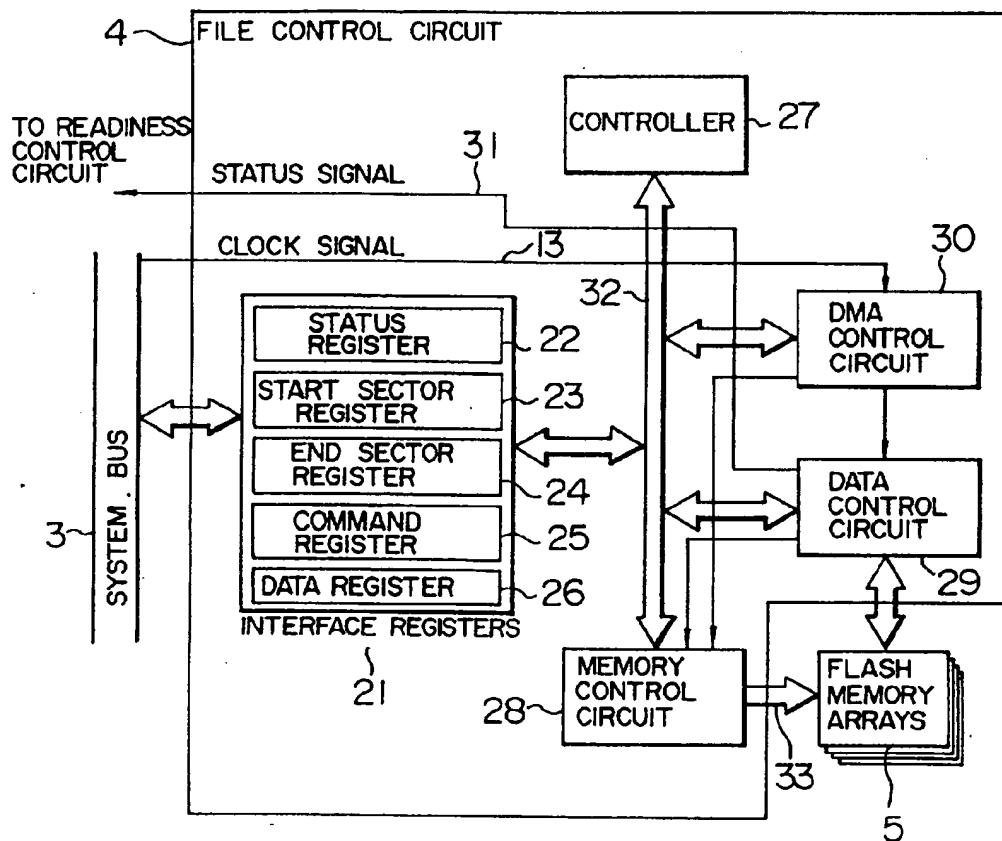 4
FILE CONTROL CIRCUIT
TO READINESS
CONTROL
CIRCUIT
STATUS SIGNAL
31
CONTROLLER
27
CLOCK SIGNAL
13
32
30
DMA
CONTROL
CIRCUIT
STATUS
REGISTER
22
START SECTOR
REGISTER
23
END SECTOR
REGISTER
24
COMMAND
REGISTER
25
DATA REGISTER
26
INTERFACE REGISTERS
21
3
SYSTEM BUS
DATA
CONTROL
CIRCUIT
29
MEMORY
CONTROL
CIRCUIT
28
33
FLASH
MEMORY
ARRAYS
5